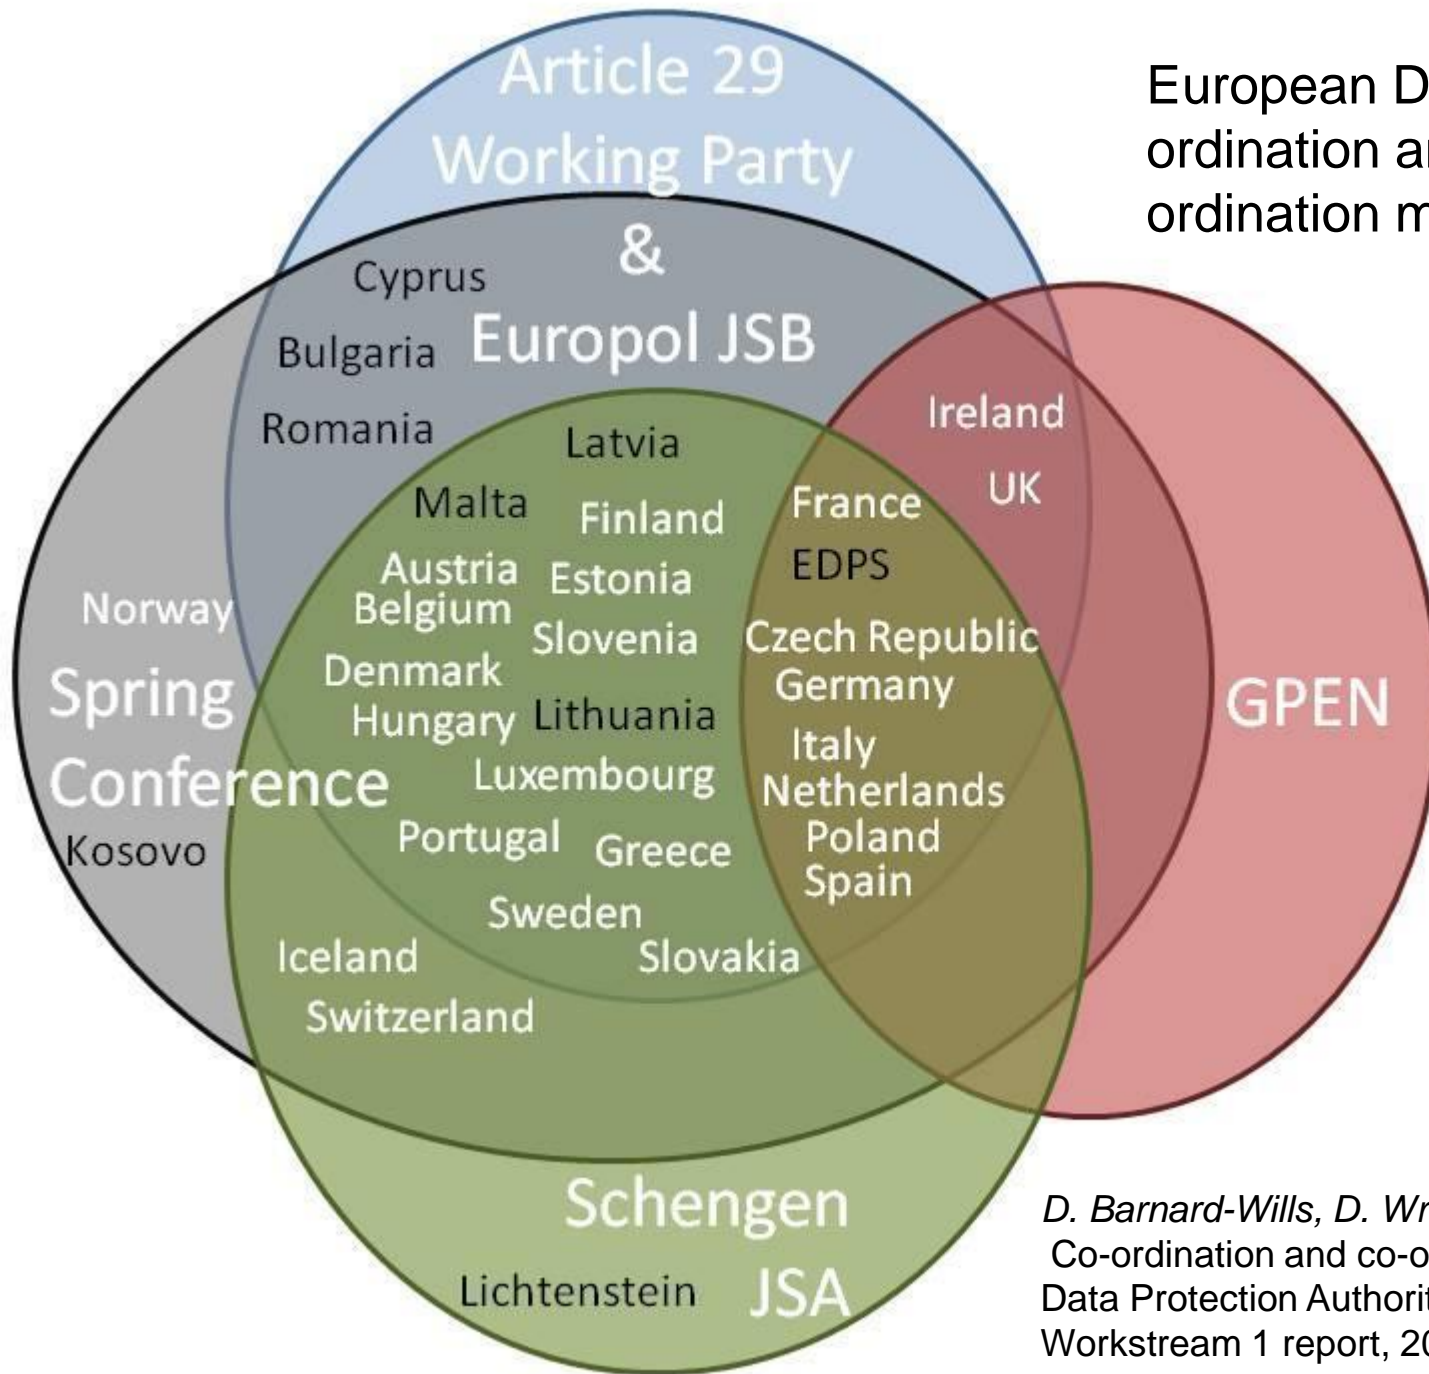 Article 29
Working Party
&
Europol JSB
European D
ordination ar
ordination m
Cyprus
Bulgaria
Romania
Ireland
UK
Latvia
Malta
Finland
Austria
Estonia
Belgium
Slovenia
Denmark
Hungary
Lithuania
Luxembourg
Portugal
Greece
Sweden
Slovakia
Iceland
Switzerland
France
EDPS
Czech Republic
Germany
Italy
Netherlands
Poland
Spain
Norway
Spring
Conference
Kosovo
GPEN
Schengen
JSA
Lichtenstein
D. Barnard-Wills, D. Wr
Co-ordination and co-o
Data Protection Authorit
Workstream 1 report, 20